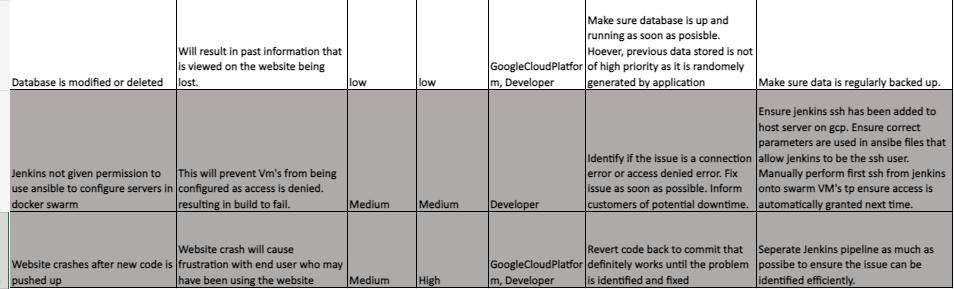 Database is modified or deleted
Will result in past information that
is viewed on the website being
lost.
low
low
GoogleCloudPlatfor
m, Developer
Make sure database is up and
running as soon as posisble.
Hoever, previous data stored is not
of high priority as it is randomely
generated by application
Make sure data is regularly backed up.
Jenkins not given permission to
use ansible to configure servers in
docker swarm
This will prevent Vm's from being
configured as access is denied.
resulting in build to fail.
Medium
Medium
Developer
Identify if the issue is a connection
error or access denied error. Fix
issue as soon as possible. Inform
customers of potential downtime.
Ensure jenkins ssh has been added to
host server on gcp. Ensure correct
parameters are used in ansibe files that
allow jenkins to be the ssh user.
Manually perform first ssh from jenkins
onto swarm VM's tp ensure access is
automatically granted next time.
Website crashes after new code is
pushed up
Website crash will cause
frustration with end user who may
have been using the website
Medium
High
GoogleCloudPlatfor
m, Developer
Revert code back to commit that
definitely works until the problem
is identified and fixed
Seperate Jenkins pipeline as much as
possibe to ensure the issue can be
identified efficiently.